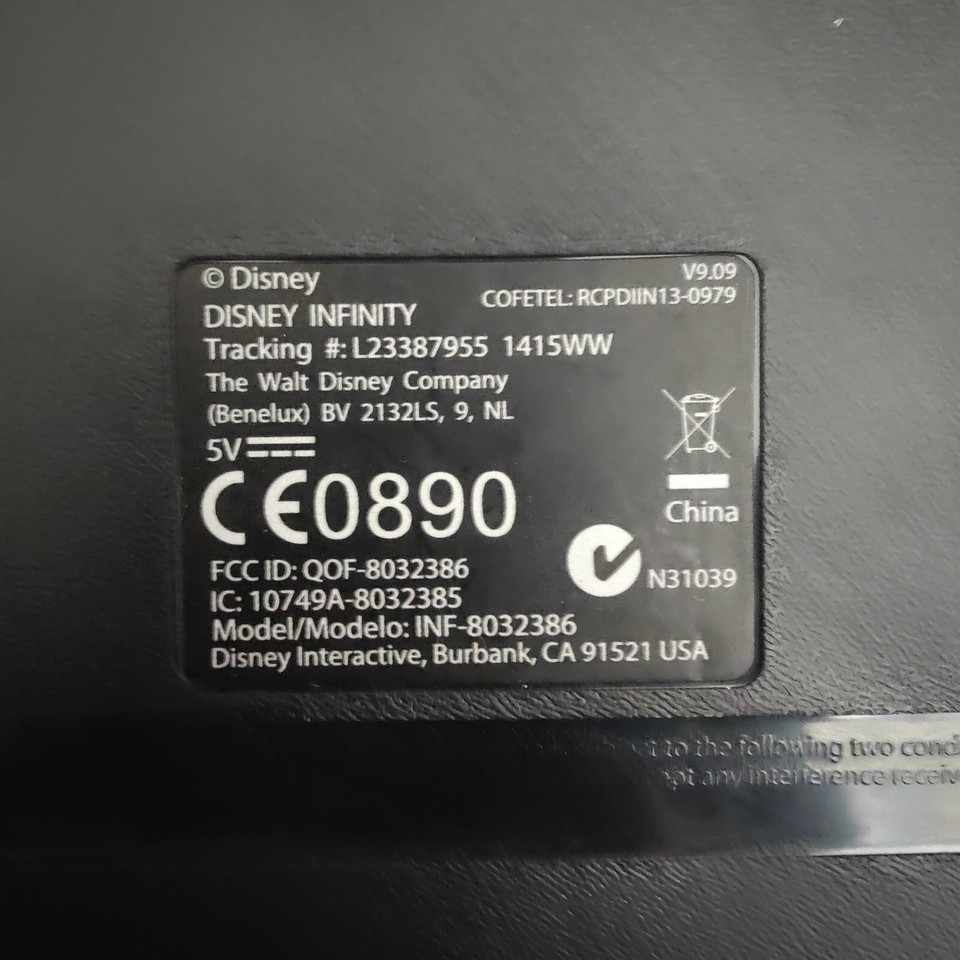 © Disney
V9.09
COFETEL: RCPDIIN13-0979
DISNEY INFINITY
Tracking #: L23387955 1415WW
The Walt Disney Company
(Benelux) BV 2132LS, 9, NL
5V
CE0890
China
N31039
FCC ID: QOF-8032386
IC: 10749A-8032385
Model/Modelo: INF-8032386
Disney Interactive, Burbank, CA 91521 USA
to the following two cond
any interference receiv